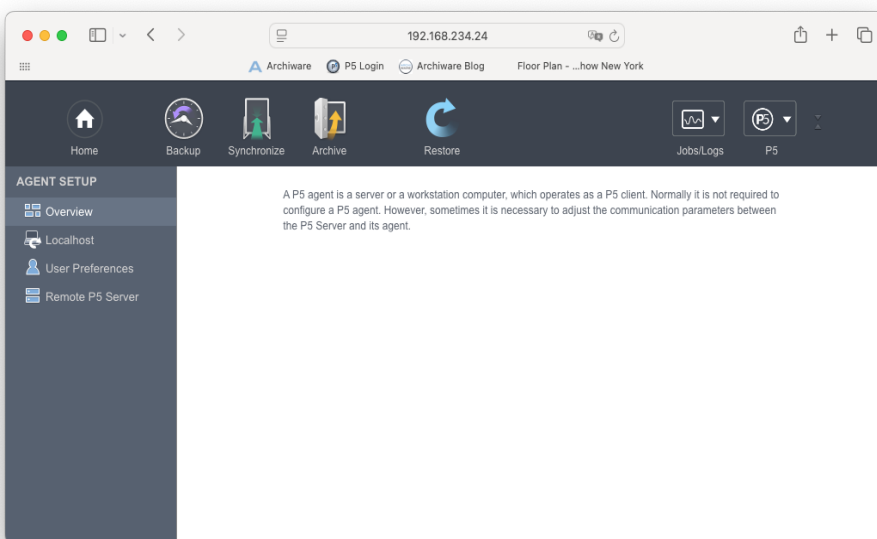 192.168.234.24
Archiware
P5 Login
Archiware Blog
Floor Plan - ...how New York
Home
Backup
Synchronize
Archive
Restore
Jobs/Logs
P5
P5
AGENT SETUP
Overview
Localhost
User Preferences
Remote P5 Server
A P5 agent is a server or a workstation computer, which operates as a P5 client. Normally it is not required to
configure a P5 agent. However, sometimes it is necessary to adjust the communication parameters between
the P5 Server and its agent.